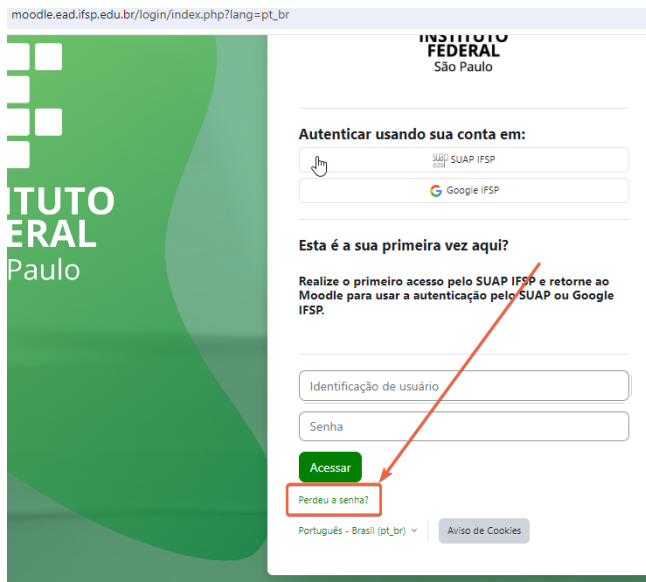 moodle.ead.ifsp.edu.br/login/index.php?lang=pt_br
INSTITUTO
FEDERAL
São Paulo
TUTO
ERAL
Paulo
Autenticar usando sua conta em:
suap SUAP IFSP
Google IFSP
Esta é a sua primeira vez aqui?
Realize o primeiro acesso pelo SUAP IFSP e retorne ao
Moodle para usar a autenticação pelo SUAP ou Google
IFSP.
Identificação de usuário
Senha
Acessar
Perdeu a senha?
Português - Brasil (pt_br)
Aviso de Cookies